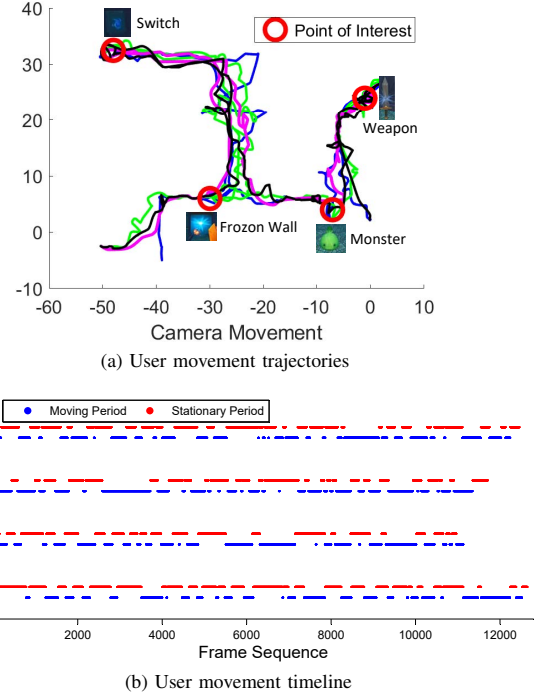 40
Switch
Point of Interest
30
20
Weapon
10
0
Frozon Wall
Monster
-10
-60 -50 -40 -30 -20 -10 0 10
Camera Movement
(a) User movement trajectories
Moving Period Stationary Period
2000 4000 6000 8000 10000 12000
Frame Sequence
(b) User movement timeline